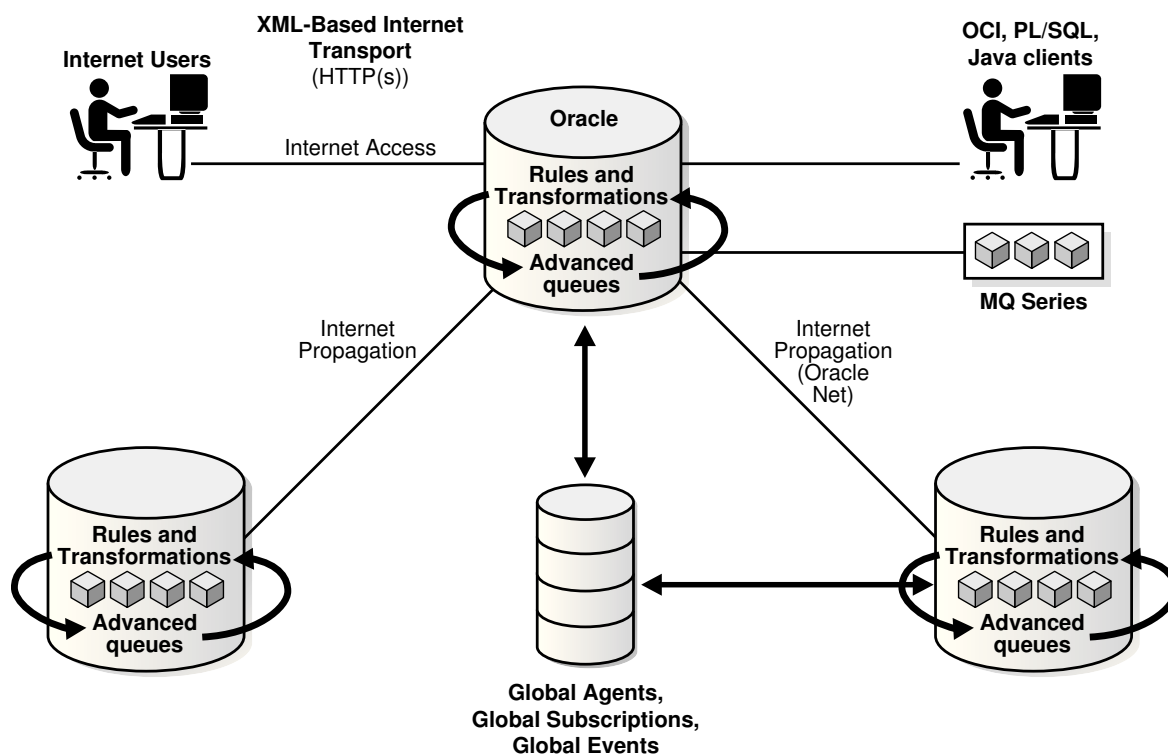 XML-Based Internet
Transport
(HTTP(s))
Internet Users
OCI, PL/SQL,
Java clients
Oracle
Internet Access
Rules and
Transformations
Advanced
queues
MQ Series
Internet
Propagation
Internet
Propagation
(Oracle
Net)
Rules and
Transformations
Advanced
queues
Rules and
Transformations
Advanced
queues
Global Agents,
Global Subscriptions,
Global Events